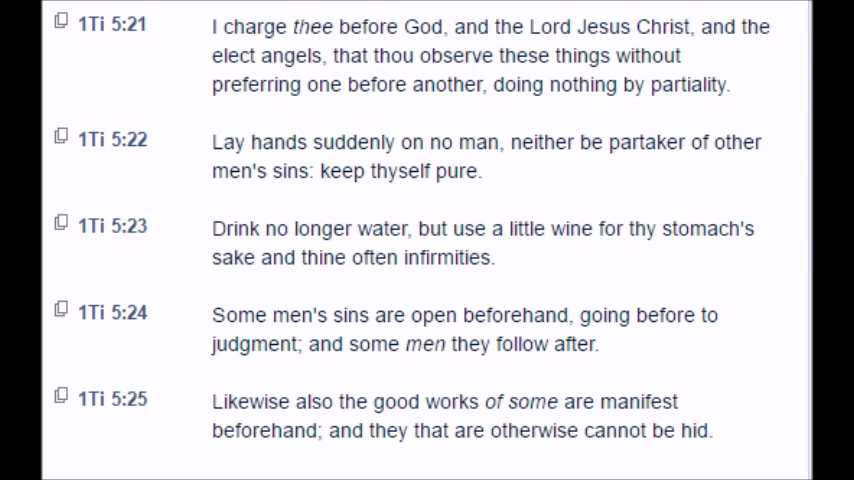 1Ti 5:21 I charge thee before God, and the Lord Jesus Christ, and the
elect angels, that thou observe these things without
preferring one before another, doing nothing by partiality.
1Ti 5:22 Lay hands suddenly on no man, neither be partaker of other
men's sins: keep thyself pure.
1Ti 5:23 Drink no longer water, but use a little wine for thy stomach's
sake and thine often infirmities.
1Ti 5:24 Some men's sins are open beforehand, going before to
judgment; and some men they follow after.
1Ti 5:25 Likewise also the good works of some are manifest
beforehand; and they that are otherwise cannot be hid.